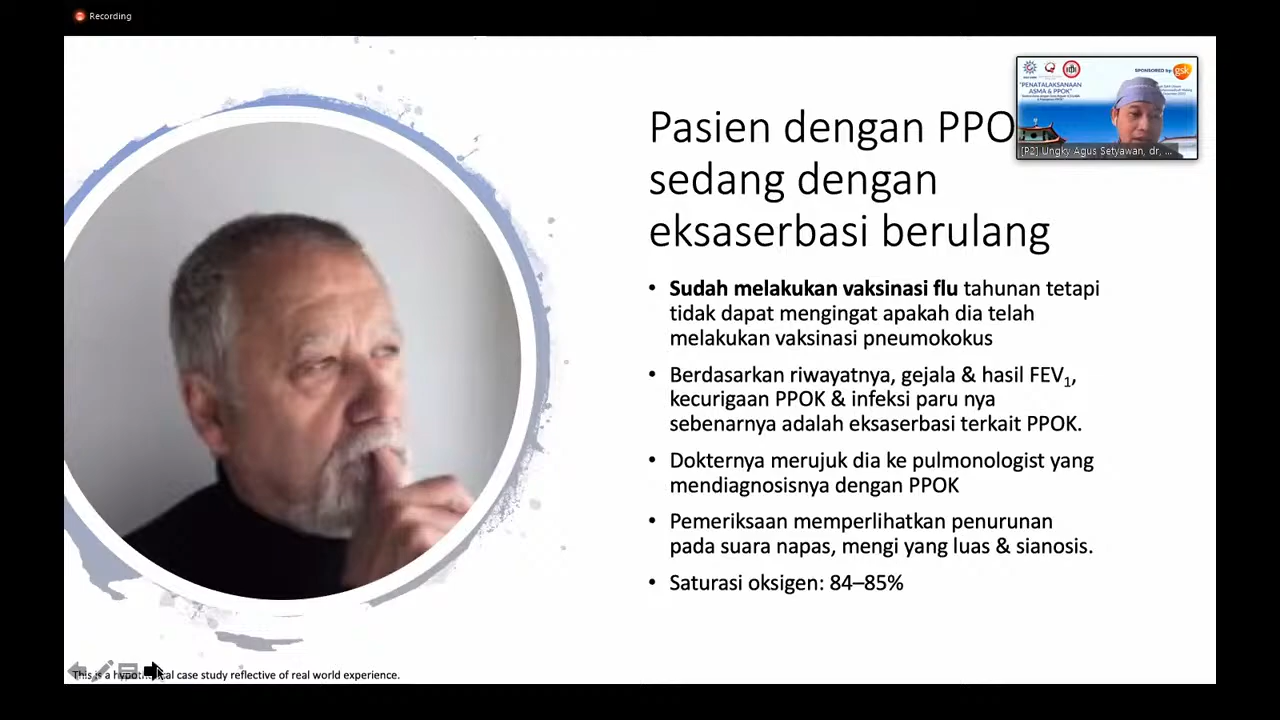 Recording
SPONSORED by gsk
"PENATALAKSANAAN
ASMA & PPOK"
[P2] Ungky Agus Setyawan, dr, ...
Pasien dengan PPO
sedang dengan
eksaserbasi berulang
• Sudah melakukan vaksinasi flu tahunan tetapi
tidak dapat mengingat apakah dia telah
melakukan vaksinasi pneumokokus
• Berdasarkan riwayatnya, gejala & hasil FEV1,
kecurigaan PPOK & infeksi paru nya
sebenarnya adalah eksaserbasi terkait PPOK.
• Dokternya merujuk dia ke pulmonologist yang
mendiagnosisnya dengan PPOK
• Pemeriksaan memperlihatkan penurunan
pada suara napas, mengi yang luas & sianosis.
• Saturasi oksigen: 84–85%
This is a hypothetical case study reflective of real world experience.